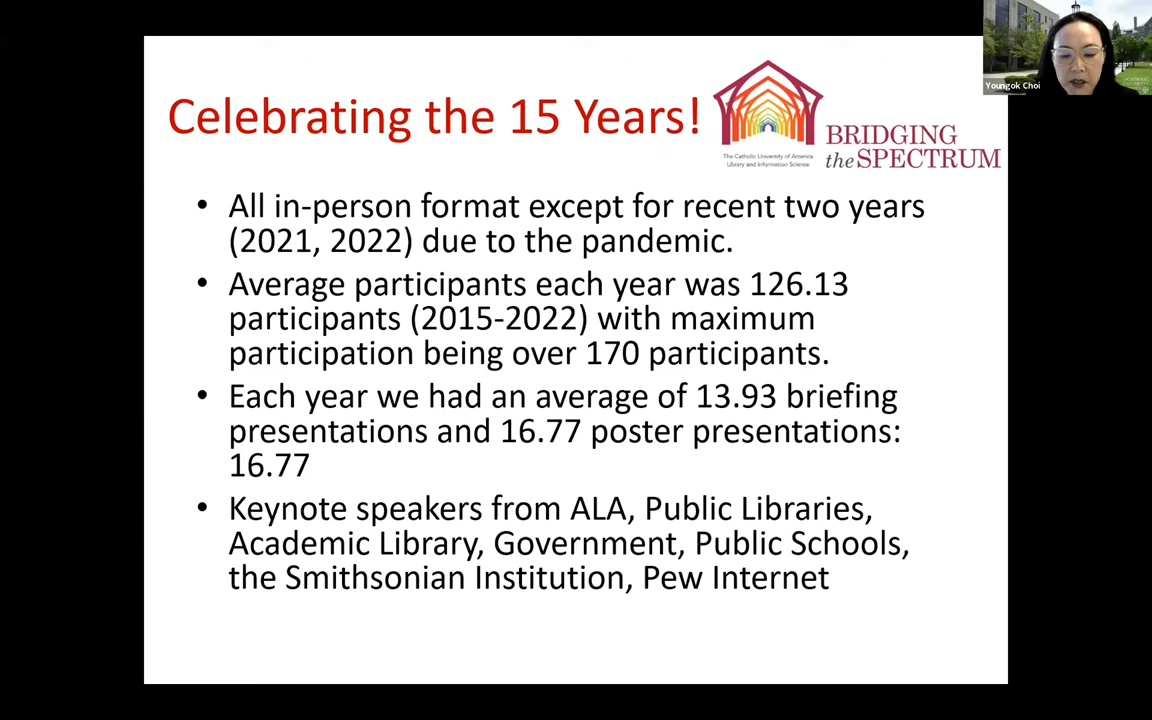 Youngok Choi
Celebrating the 15 Years!
The Catholic University of America
Library and Information Science
BRIDGING
the SPECTRUM
• All in-person format except for recent two years
(2021, 2022) due to the pandemic.
• Average participants each year was 126.13
participants (2015-2022) with maximum
participation being over 170 participants.
• Each year we had an average of 13.93 briefing
presentations and 16.77 poster presentations:
16.77
• Keynote speakers from ALA, Public Libraries,
Academic Library, Government, Public Schools,
the Smithsonian Institution, Pew Internet